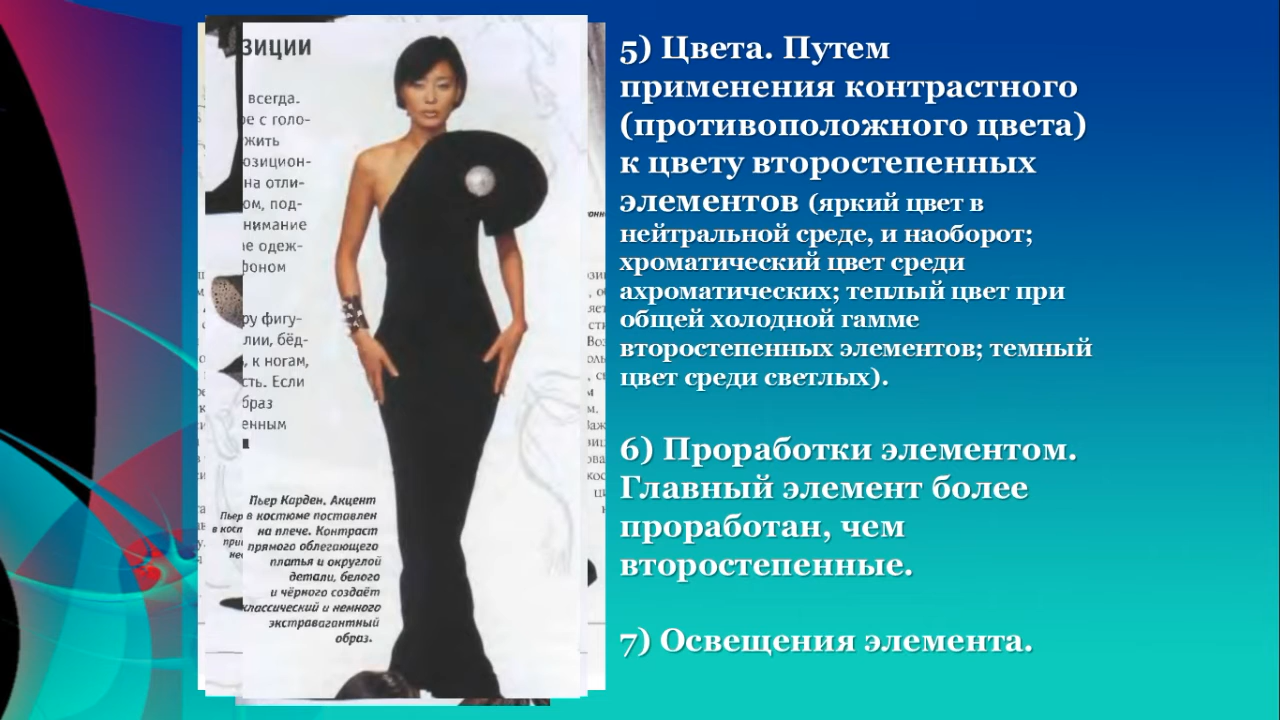 зиции
всегда.
ре с голо-
жить
озицион-
на отли-
ом, под-
нимание
ие одеж-
фоном
ру фигу-
лии, бёд-
, к ногам,
сть. Если
браз
енным
Пьер Карден. Акцент
в костюме поставлен
на плече. Контраст
прямого облегающего
платья и округлой
детали, белого
и чёрного создаёт
классический и немного
экстравагантный
образ.
5) Цвета. Путем
применения контрастного
(противоположного цвета)
к цвету второстепенных
элементов (яркий цвет в
нейтральной среде, и наоборот;
хроматический цвет среди
ахроматических; теплый цвет при
общей холодной гамме
второстепенных элементов; темный
цвет среди светлых).
6) Проработки элементом.
Главный элемент более
проработан, чем
второстепенные.
7) Освещения элемента.